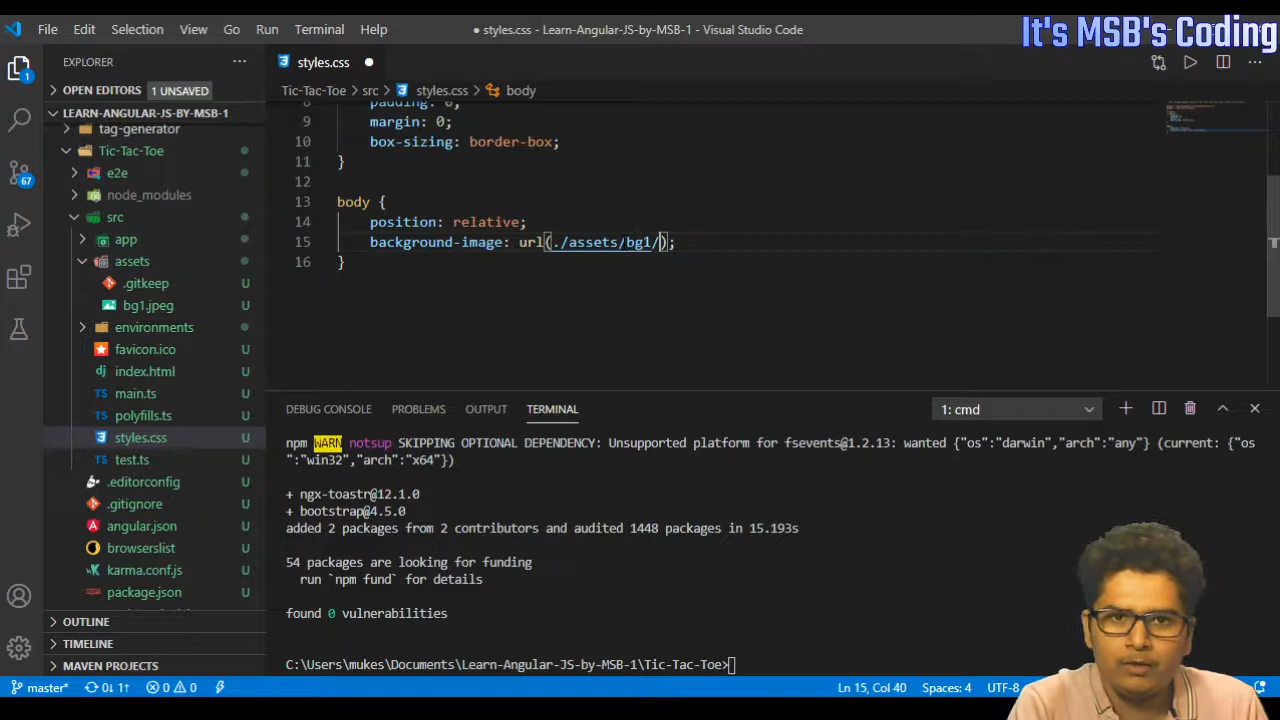 File Edit Selection View Go Run Terminal Help
● styles.css - Learn-Angular-JS-by-MSB-1 - Visual Studio Code
It's MSB's Coding
EXPLORER
OPEN EDITORS 1 UNSAVED
LEARN-ANGULAR-JS-BY-MSB-1
tag-generator
Tic-Tac-Toe
e2e
node_modules
src
app
assets
.gitkeep U
bg1.jpeg U
environments
favicon.ico U
index.html U
main.ts U
polyfills.ts U
styles.css U
test.ts U
.editorconfig U
.gitignore U
angular.json U
browserslist U
karma.conf.js U
package.json U
OUTLINE
TIMELINE
MAVEN PROJECTS
1
67
styles.css ●
Tic-Tac-Toe > src > styles.css > body
8 padding: 0;
9 margin: 0;
10 box-sizing: border-box;
11 }
12
13 body {
14 position: relative;
15 background-image: url(./assets/bg1/);
16 }
DEBUG CONSOLE PROBLEMS OUTPUT TERMINAL 1: cmd
npm WARN notsup SKIPPING OPTIONAL DEPENDENCY: Unsupported platform for fsevents@1.2.13: wanted {"os":"darwin","arch":"any"} (current: {"os
":"win32","arch":"x64"})
+ ngx-toastr@12.1.0
+ bootstrap@4.5.0
added 2 packages from 2 contributors and audited 1448 packages in 15.193s
54 packages are looking for funding
run `npm fund` for details
found 0 vulnerabilities
C:\Users\mukes\Documents\Learn-Angular-JS-by-MSB-1\Tic-Tac-Toe>
master* 0↓ 1↑ 0 0 Ln 15, Col 40 Spaces: 4 UTF-8